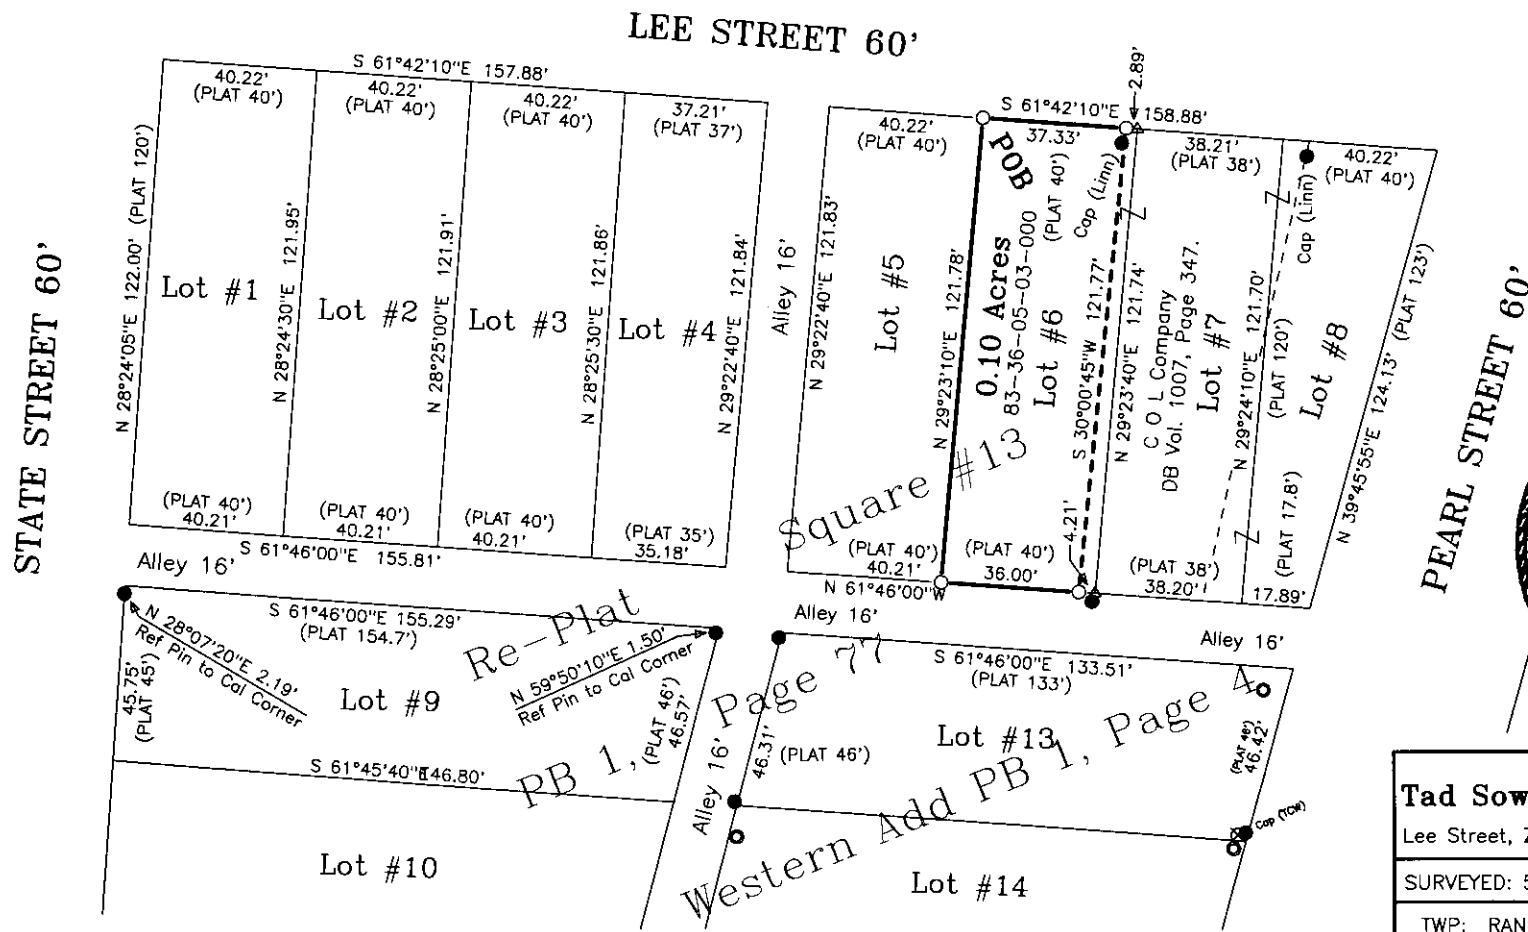 LEE STREET 60'
S 61°42'10"E 157.88'
40.22'
(PLAT 40')
40.22'
(PLAT 40')
40.22'
(PLAT 40')
37.21'
(PLAT 37')
S 61°42'10"E 158.88'
2.89'
40.22'
(PLAT 40')
37.33'
(PLAT 40')
38.21'
(PLAT 38')
40.22'
(PLAT 40')
POB
Cap (Linn)
Cap (Linn)
STATE STREET 60'
N 28°24'05"E 122.00' (PLAT 120')
Lot #1
N 28°24'30"E 121.95'
Lot #2
N 28°25'00"E 121.91'
Lot #3
N 28°25'30"E 121.86'
Lot #4
N 29°22'40"E 121.84'
Alley 16'
N 29°22'40"E 121.83'
Lot #5
N 29°23'10"E 121.78'
0.10 Acres
83-36-05-03-000
Lot #6
S 30°00'45"W 121.77'
N 29°23'40"E 121.74'
C O L Company
DB Vol. 1007, Page 347.
Lot #7
N 29°24'10"E 121.70'
(PLAT 120')
Lot #8
N 39°45'55"E 124.13' (PLAT 123')
PEARL STREET 60'
(PLAT 40')
40.21'
(PLAT 40')
40.21'
(PLAT 40')
40.21'
(PLAT 35')
35.18'
S 61°46'00"E 155.81'
Square #13
(PLAT 40')
40.21'
(PLAT 40')
36.00'
4.21'
(PLAT 38')
38.20'
(PLAT 17.8')
17.89'
N 61°46'00"W
Alley 16'
Alley 16'
Alley 16'
S 61°46'00"E 155.29'
(PLAT 154.7')
N 28°07'20"E 2.19'
Ref Pin to Cal Corner
45.75'
(PLAT 45')
Lot #9
Re-Plat
N 59°50'10"E 1.50'
Ref Pin to Cal Corner
(PLAT 46')
46.57'
PB 1, Page 77
S 61°45'40"E 146.80'
Alley 16'
46.31'
(PLAT 46')
S 61°46'00"E 133.51'
(PLAT 133')
Lot #13
(PLAT 46')
46.42'
Cap (TCW)
Western Add PB 1, Page 4
Lot #10
Lot #14
Tad Sow
Lee Street,
SURVEYED:
TWP: RAN